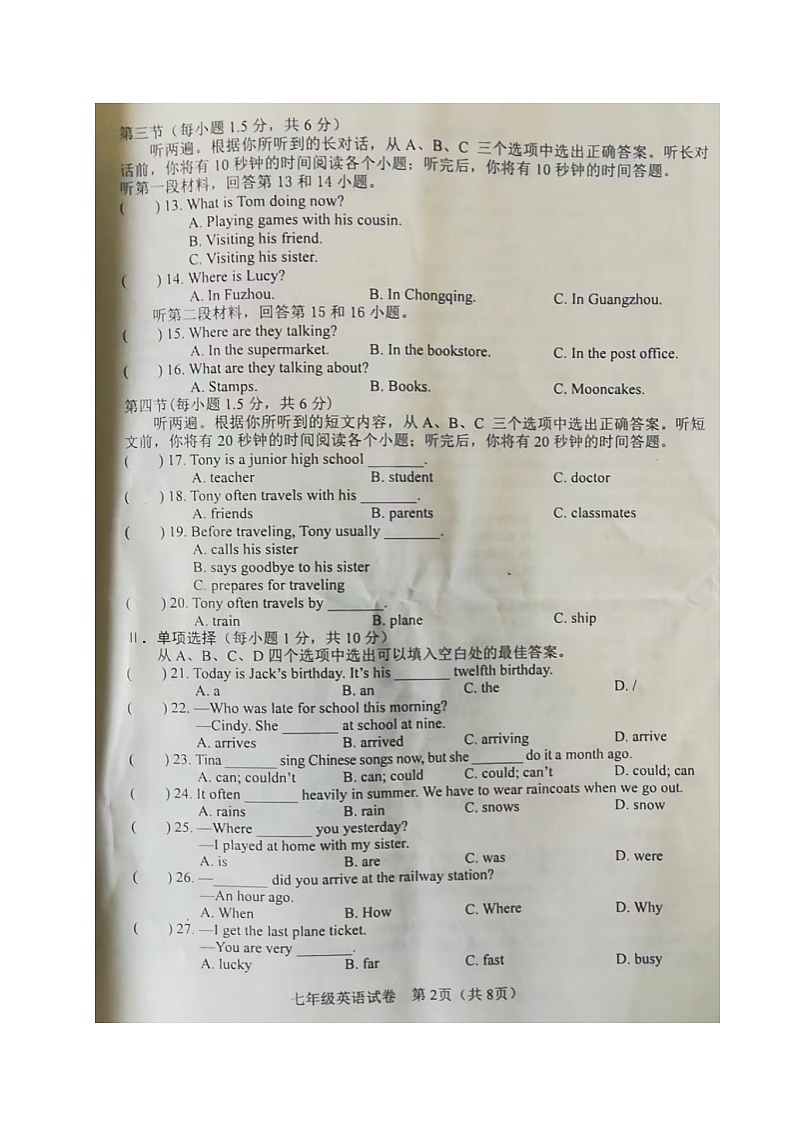 第三节（每小题 1.5 分，共 6 分）
听两遍。根据你所听到的长对话，从 A、B、C 三个选项中选出正确答案。听长对
话前，你将有 10 秒钟的时间阅读各个小题；听完后，你将有 10 秒钟的时间答题。
听第一段材料，回答第 13 和 14 小题。
( ) 13. What is Tom doing now?
A. Playing games with his cousin.
B. Visiting his friend.
C. Visiting his sister.
( ) 14. Where is Lucy?
A. In Fuzhou. B. In Chongqing. C. In Guangzhou.
听第二段材料，回答第 15 和 16 小题。
( ) 15. Where are they talking?
A. In the supermarket. B. In the bookstore. C. In the post office.
( ) 16. What are they talking about?
A. Stamps. B. Books. C. Mooncakes.
第四节(每小题 1.5 分，共 6 分)
听两遍。根据你所听到的短文内容，从 A、B、C 三个选项中选出正确答案。听短
文前，你将有 20 秒钟的时间阅读各个小题；听完后，你将有 20 秒钟的时间答题。
( ) 17. Tony is a junior high school _______.
A. teacher B. student C. doctor
( ) 18. Tony often travels with his _______.
A. friends B. parents C. classmates
( ) 19. Before traveling, Tony usually _______.
A. calls his sister
B. says goodbye to his sister
C. prepares for traveling
( ) 20. Tony often travels by _______.
A. train B. plane C. ship
II．单项选择（每小题 1 分，共 10 分）
从 A、B、C、D 四个选项中选出可以填入空白处的最佳答案。
( ) 21. Today is Jack's birthday. It's his _______ twelfth birthday.
A. a B. an C. the D. /
( ) 22. —Who was late for school this morning?
—Cindy. She _______ at school at nine.
A. arrives B. arrived C. arriving D. arrive
( ) 23. Tina _______ sing Chinese songs now, but she _______ do it a month ago.
A. can; couldn't B. can; could C. could; can't D. could; can
( ) 24. It often _______ heavily in summer. We have to wear raincoats when we go out.
A. rains B. rain C. snows D. snow
( ) 25. —Where _______ you yesterday?
—I played at home with my sister.
A. is B. are C. was D. were
( ) 26. —_______ did you arrive at the railway station?
—An hour ago.
A. When B. How C. Where D. Why
( ) 27. —I get the last plane ticket.
—You are very _______.
A. lucky B. far C. fast D. busy
七年级英语试卷 第 2页（共 8页）